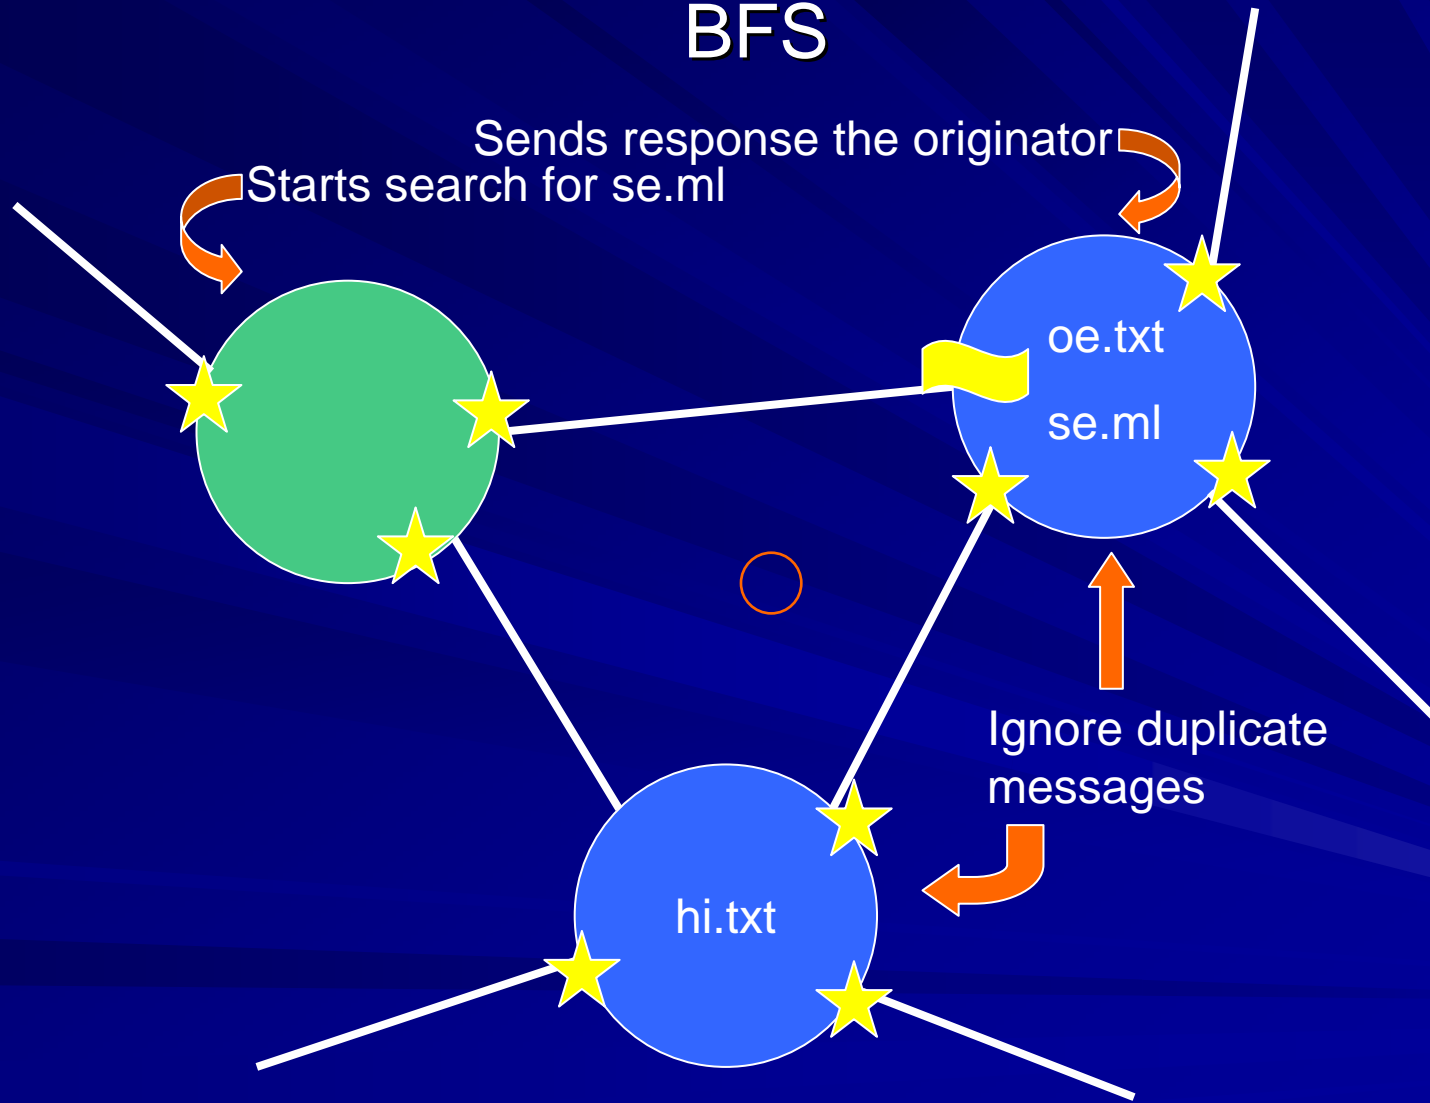 BFS
Sends response the originator
Starts search for se.ml
oe.txt
se.ml
Ignore duplicate
messages
hi.txt